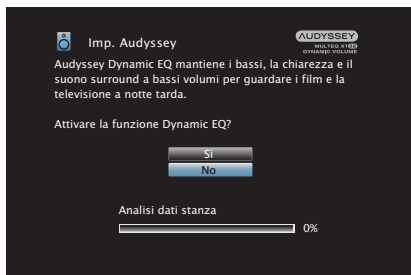 Imp. Audyssey
AUDYSSEY
MULTEQ XT32
DYNAMIC VOLUME
Audyssey Dynamic EQ mantiene i bassi, la chiarezza e il
suono surround a bassi volumi per guardare i film e la
televisione a notte tarda.
Attivare la funzione Dynamic EQ?
Sì
No
Analisi dati stanza
0%